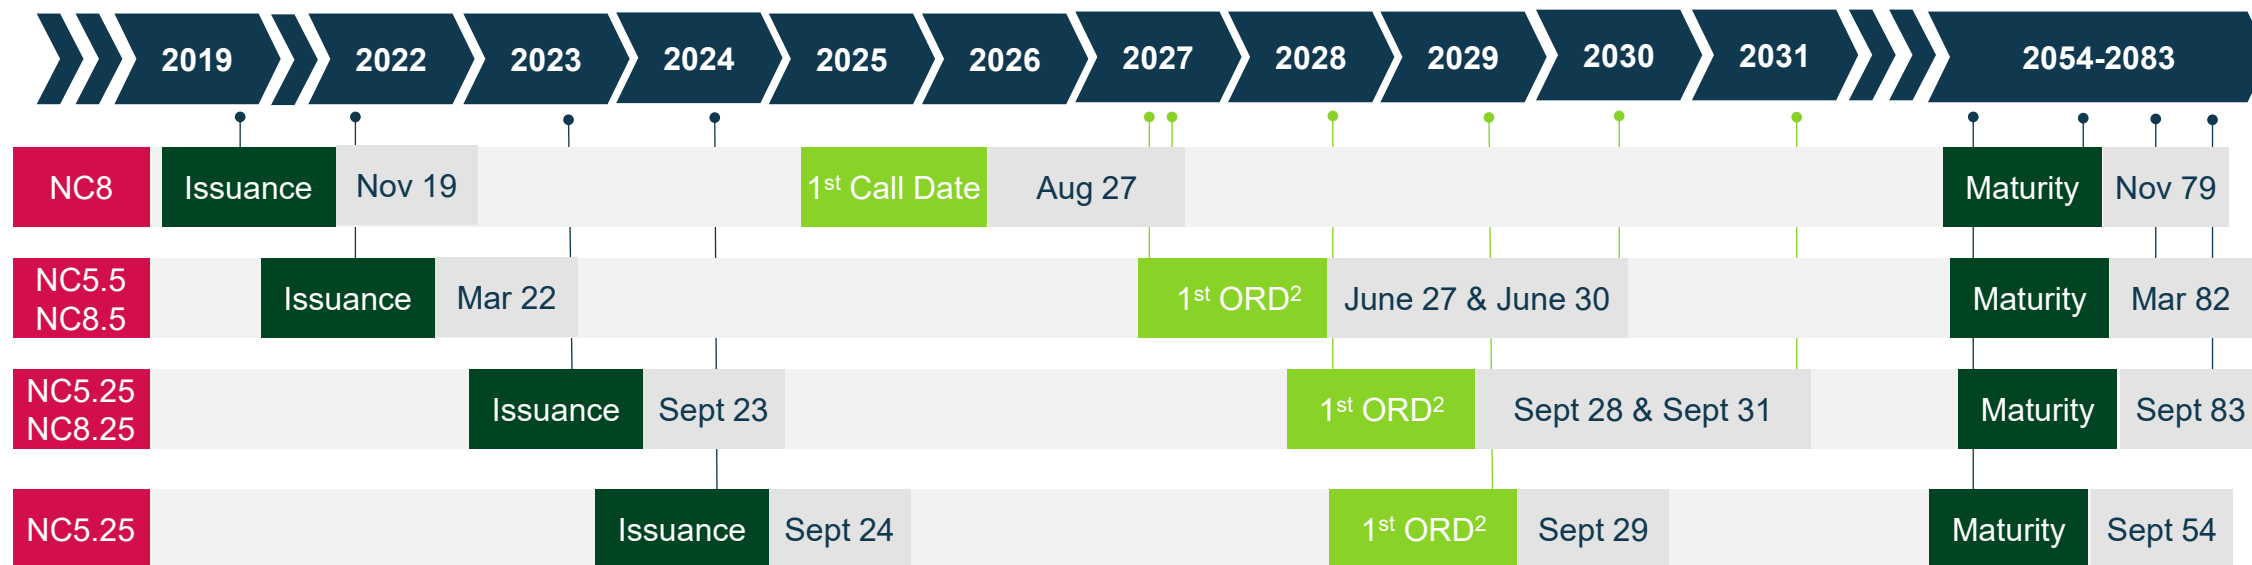 2019 2022 2023 2024 2025 2026 2027 2028 2029 2030 2031 2054-2083
NC8 Issuance Nov 19 1st Call Date Aug 27 Maturity Nov 79
NC5.5
NC8.5
Issuance Mar 22 1st ORD2 June 27 & June 30 Maturity Mar 82
NC5.25
NC8.25
Issuance Sept 23 1st ORD2 Sept 28 & Sept 31 Maturity Sept 83
NC5.25 Issuance Sept 24 1st ORD2 Sept 29 Maturity Sept 54